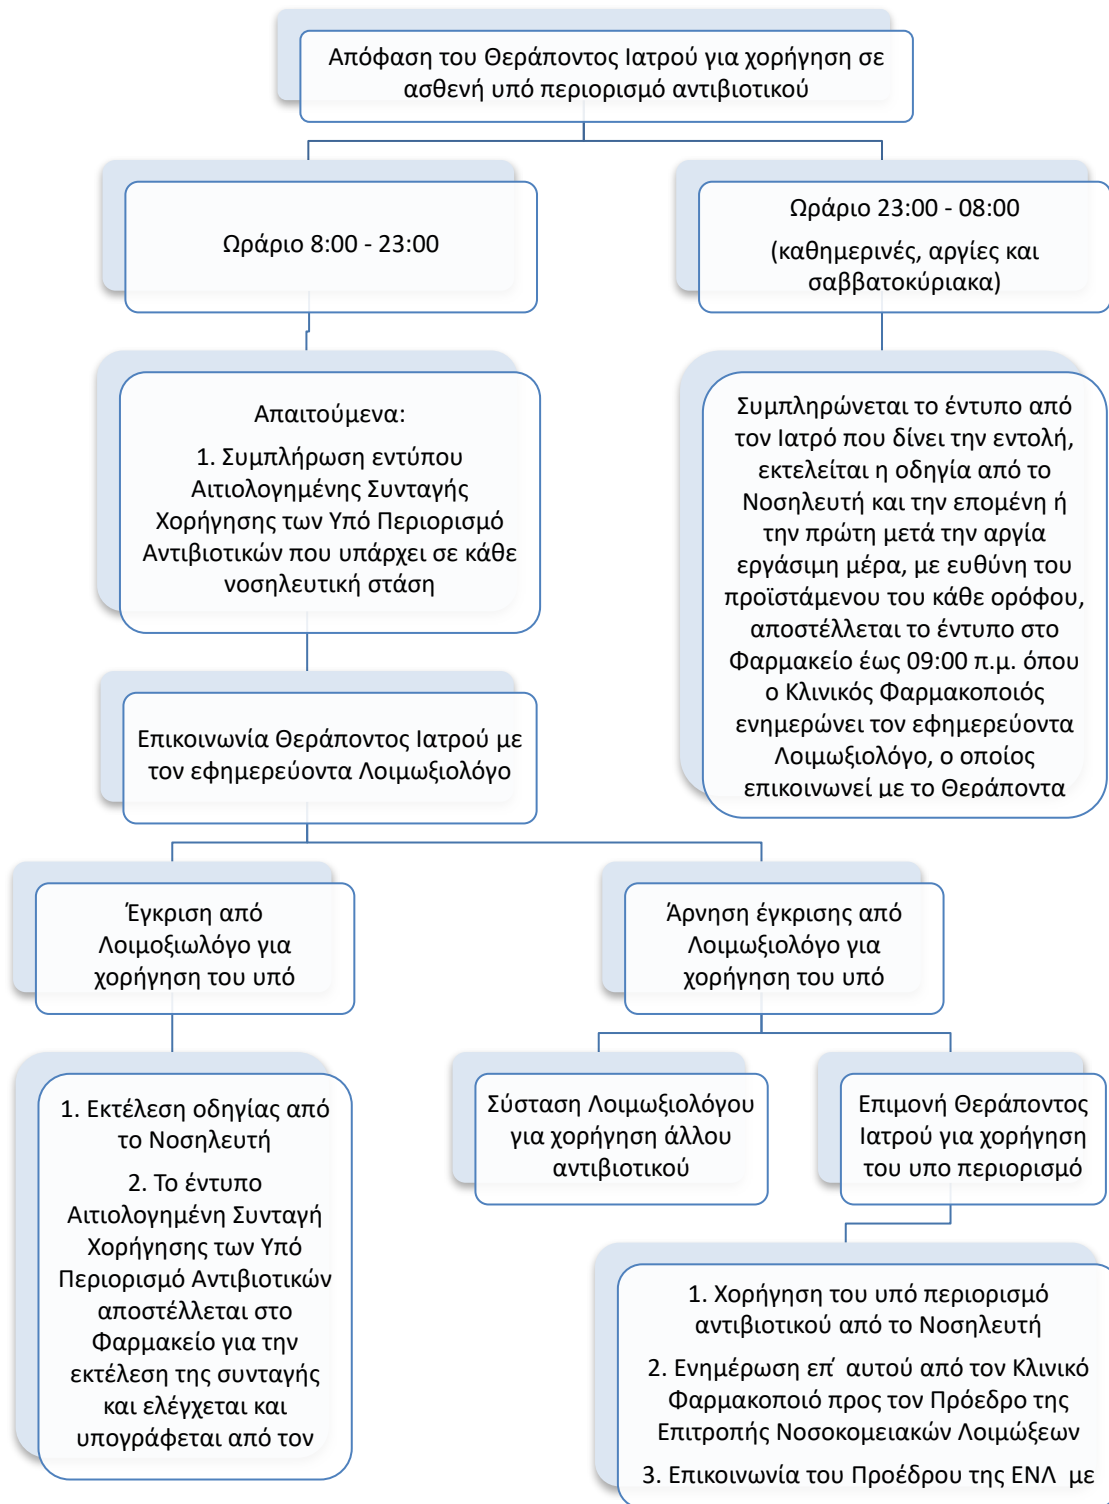 Απόφαση του Θεράποντος Ιατρού για χορήγηση σε
ασθενή υπό περιορισμό αντιβιοτικού
Ωράριο 8:00 - 23:00
Ωράριο 23:00 - 08:00
(καθημερινές, αργίες και
σαββατοκύριακα)
Απαιτούμενα:
1. Συμπλήρωση εντύπου
Αιτιολογημένης Συνταγής
Χορήγησης των Υπό Περιορισμό
Αντιβιοτικών που υπάρχει σε κάθε
νοσηλευτική στάση
Συμπληρώνεται το έντυπο από
τον Ιατρό που δίνει την εντολή,
εκτελείται η οδηγία από το
Νοσηλευτή και την επομένη ή
την πρώτη μετά την αργία
εργάσιμη μέρα, με ευθύνη του
προϊστάμενου του κάθε ορόφου,
αποστέλλεται το έντυπο στο
Φαρμακείο έως 09:00 π.μ. όπου
ο Κλινικός Φαρμακοποιός
ενημερώνει τον εφημερεύοντα
Λοιμωξιολόγο, ο οποίος
επικοινωνεί με το Θεράποντα
Επικοινωνία Θεράποντος Ιατρού με
τον εφημερεύοντα Λοιμωξιολόγο
Έγκριση από
Λοιμοξιωλόγο για
χορήγηση του υπό
Άρνηση έγκρισης από
Λοιμωξιολόγο για
χορήγηση του υπό
1. Εκτέλεση οδηγίας από
το Νοσηλευτή
2. Το έντυπο
Αιτιολογημένη Συνταγή
Χορήγησης των Υπό
Περιορισμό Αντιβιοτικών
αποστέλλεται στο
Φαρμακείο για την
εκτέλεση της συνταγής
και ελέγχεται και
υπογράφεται από τον
Σύσταση Λοιμωξιολόγου
για χορήγηση άλλου
αντιβιοτικού
Επιμονή Θεράποντος
Ιατρού για χορήγηση
του υπο περιορισμό
1. Χορήγηση του υπό περιορισμό
αντιβιοτικού από το Νοσηλευτή
2. Ενημέρωση επ΄ αυτού από τον Κλινικό
Φαρμακοποιό προς τον Πρόεδρο της
Επιτροπής Νοσοκομειακών Λοιμώξεων
3. Επικοινωνία του Προέδρου της ΕΝΛ με